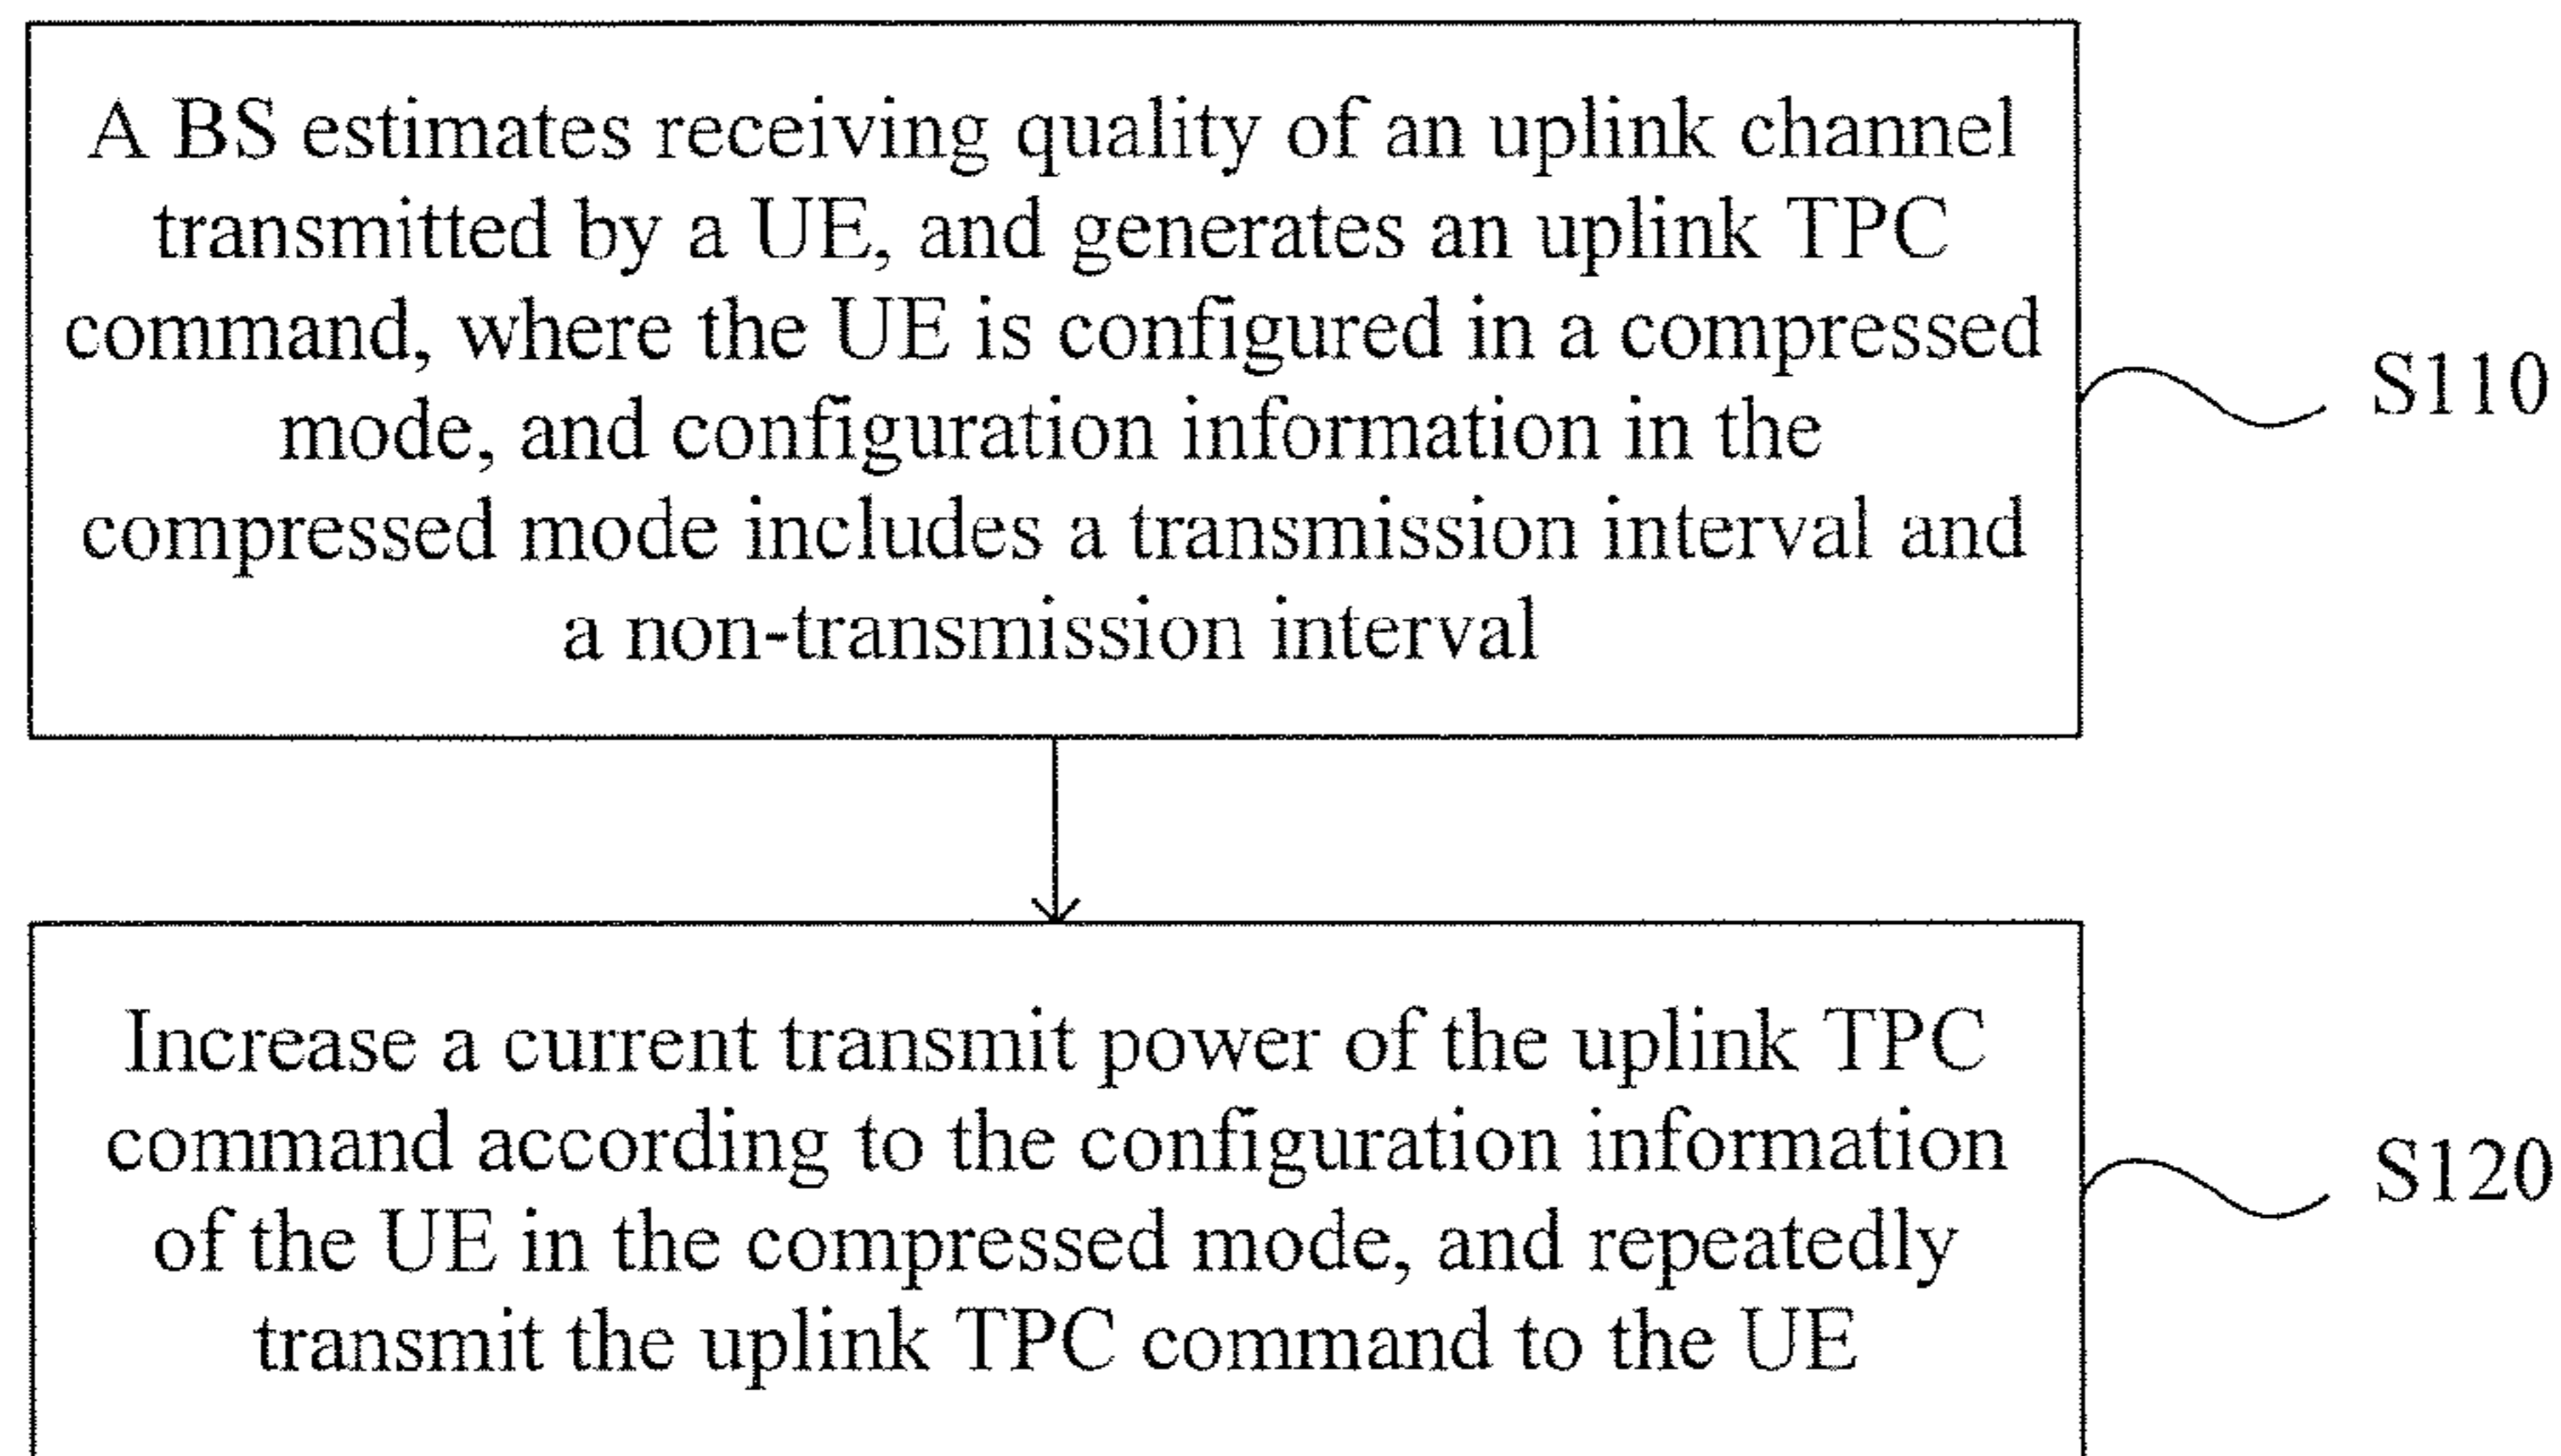 A BS estimates receiving quality of an uplink channel
transmitted by a UE, and generates an uplink TPC
command, where the UE is configured in a compressed
mode, and configuration information in the
compressed mode includes a transmission interval and
a non-transmission interval
S110
Increase a current transmit power of the uplink TPC
command according to the configuration information
of the UE in the compressed mode, and repeatedly
transmit the uplink TPC command to the UE
S120